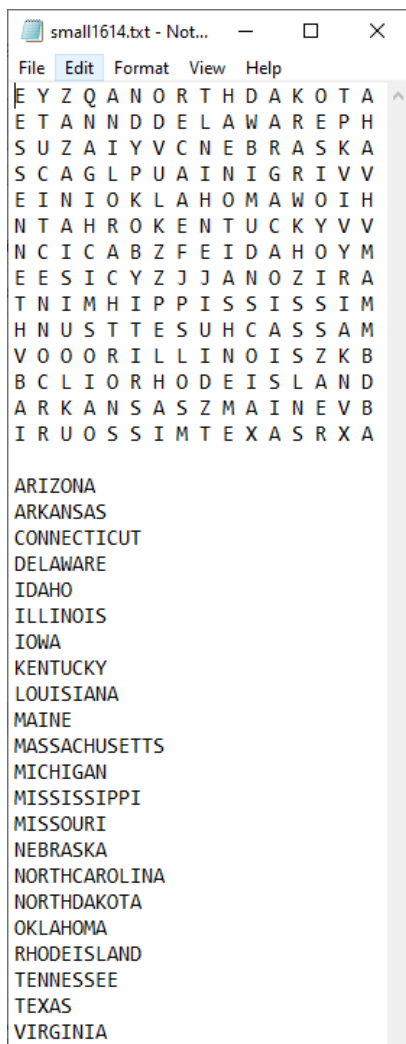 small1614.txt - Not...
File Edit Format View Help
E Y Z Q A N O R T H D A K O T A
E T A N N D D E L A W A R E P H
S U Z A I Y V C N E B R A S K A
S C A G L P U A I N I G R I V V
E I N I O K L A H O M A W O I H
N T A H R O K E N T U C K Y V V
N C I C A B Z F E I D A H O Y M
E E S I C Y Z J J A N O Z I R A
T N I M H I P P I S S I S S I M
H N U S T T E S U H C A S S A M
V O O O R I L L I N O I S Z K B
B C L I O R H O D E I S L A N D
A R K A N S A S Z M A I N E V B
I R U O S S I M T E X A S R X A
ARIZONA
ARKANSAS
CONNECTICUT
DELAWARE
IDAHO
ILLINOIS
IOWA
KENTUCKY
LOUISIANA
MAINE
MASSACHUSETTS
MICHIGAN
MISSISSIPPI
MISSOURI
NEBRASKA
NORTHCAROLINA
NORTHDAKOTA
OKLAHOMA
RHODEISLAND
TENNESSEE
TEXAS
VIRGINIA